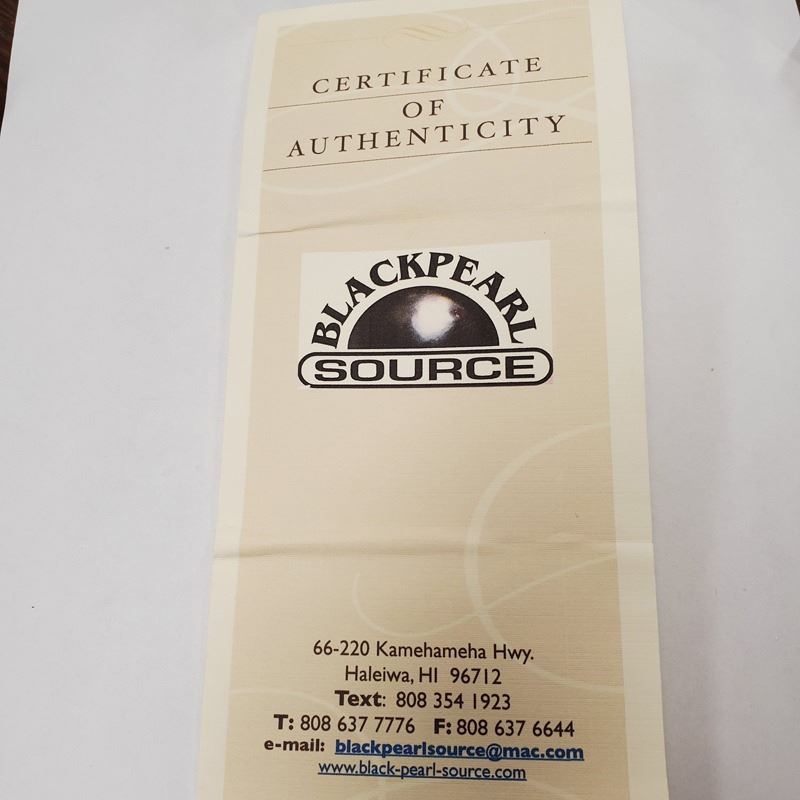 CERTIFICATE
OF
AUTHENTICITY
BLACKPEARL
SOURCE
66-220 Kamehameha Hwy.
Haleiwa, HI 96712
Text: 808 354 1923
T: 808 637 7776 F: 808 637 6644
e-mail: blackpearlsource@mac.com
www.black-pearl-source.com